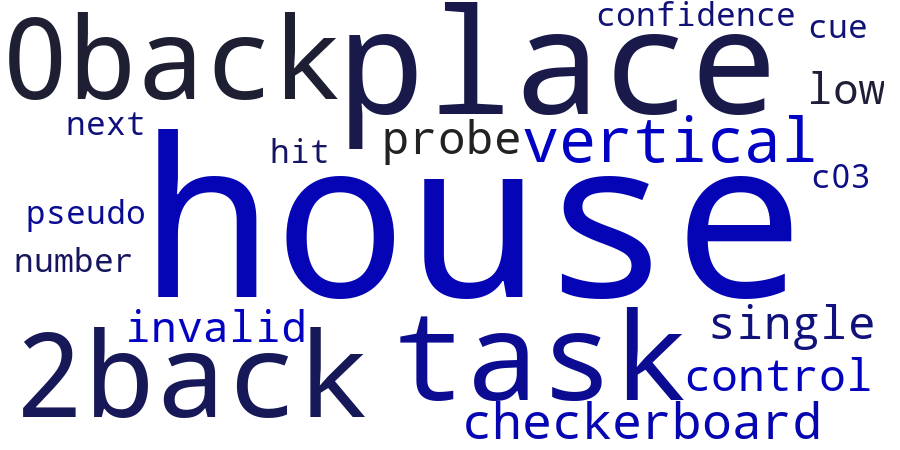 confidence
cue
0back
place
low
next
hit
probe
vertical
house
c03
pseudo
number
invalid
task
single
2back
control
checkerboard